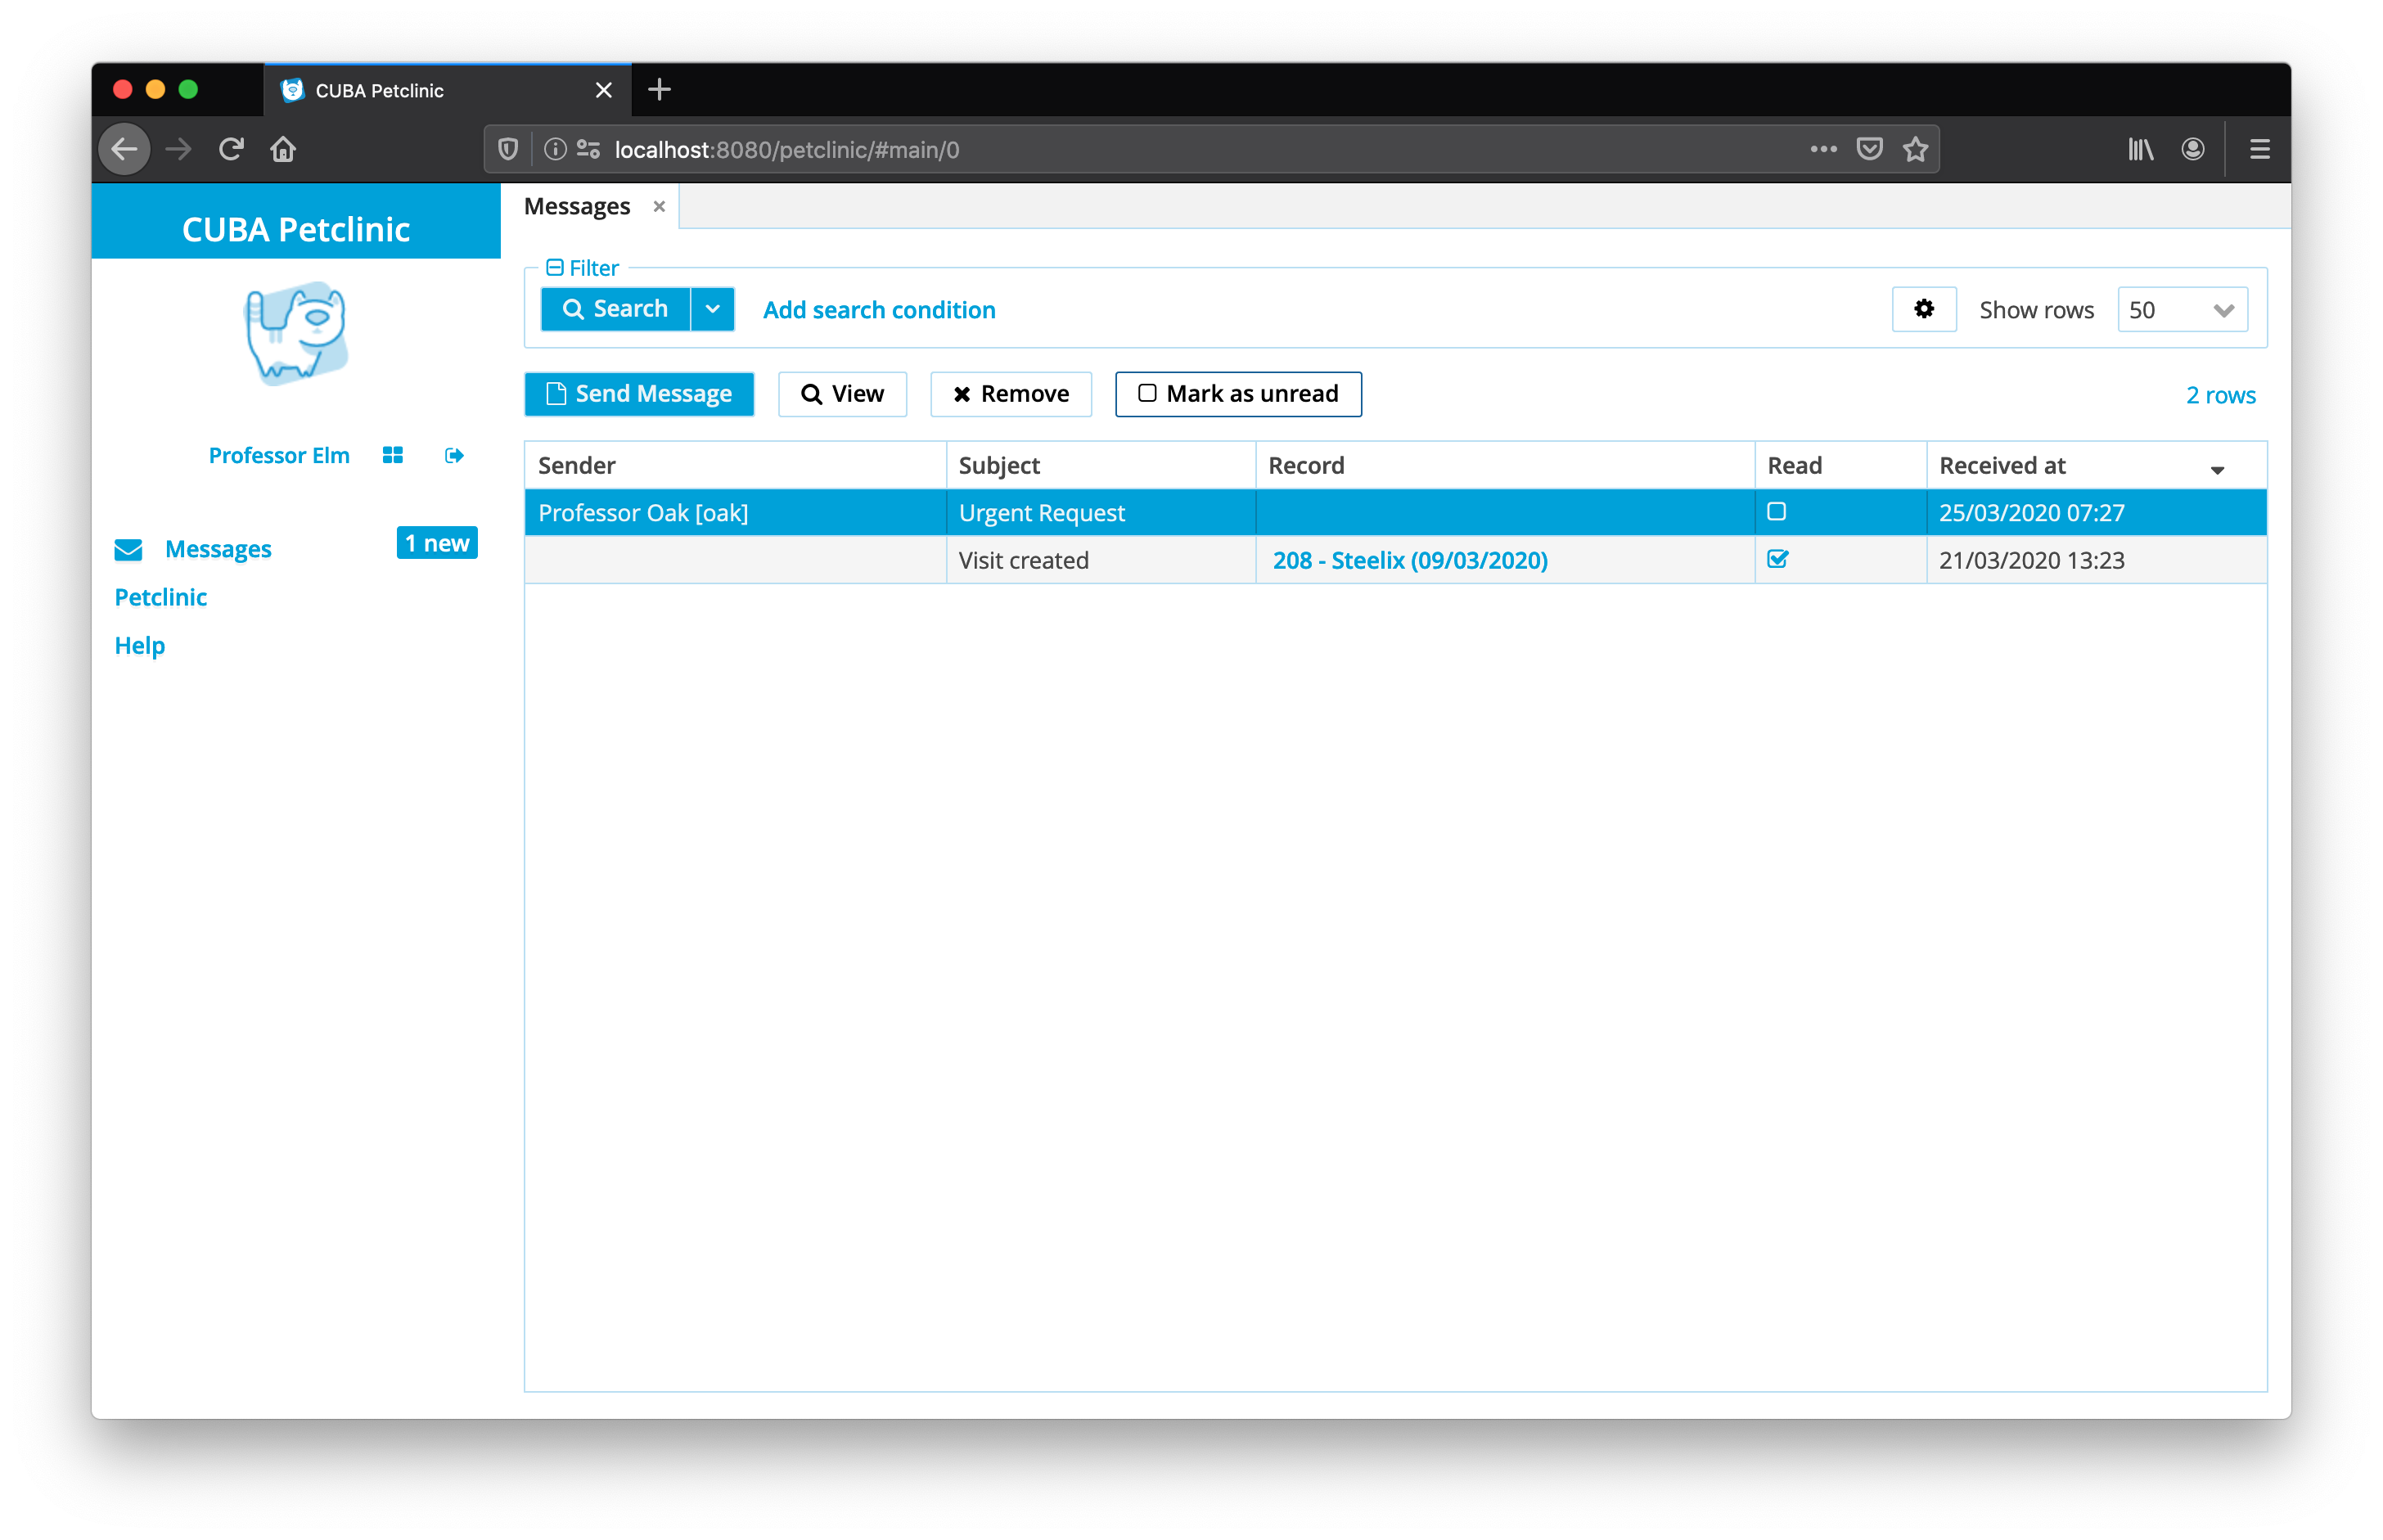 CUBA Petclinic
localhost:8080/petclinic/#main/0
CUBA Petclinic
Professor Elm
Messages 1 new
Petclinic
Help
Messages
Filter
Search Add search condition Show rows 50
Send Message View Remove Mark as unread 2 rows
Sender Subject Record Read Received at
Professor Oak [oak] Urgent Request 25/03/2020 07:27
Visit created 208 - Steelix (09/03/2020) 21/03/2020 13:23